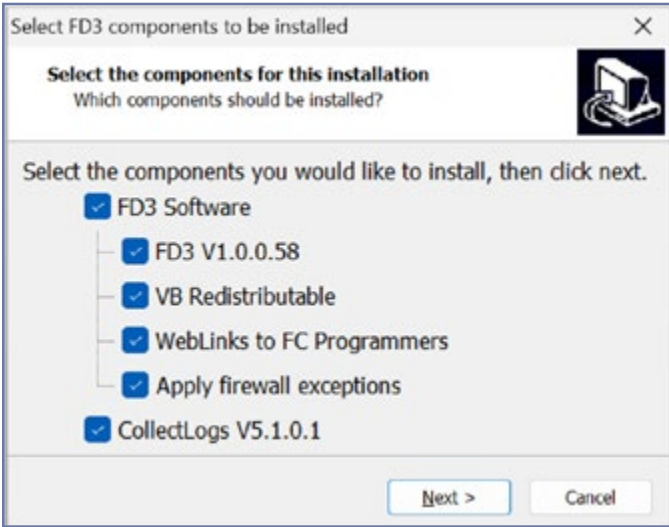 Select FD3 components to be installed
Select the components for this installation
Which components should be installed?
Select the components you would like to install, then click next.
FD3 Software
FD3 V1.0.0.58
VB Redistributable
WebLinks to FC Programmers
Apply firewall exceptions
CollectLogs V5.1.0.1
Next >
Cancel